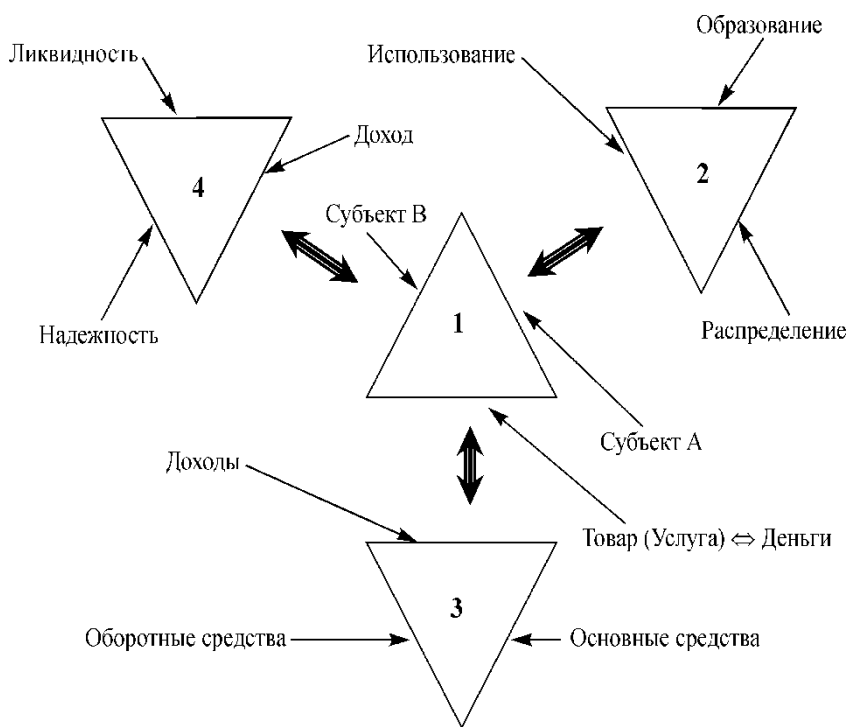 Образование
Ликвидность
Использование
Доход
4
2
Субъект В
Надежность
1
Распределение
Субъект А
Доходы
Товар (Услуга) ⇔ Деньги
3
Оборотные средства
Основные средства